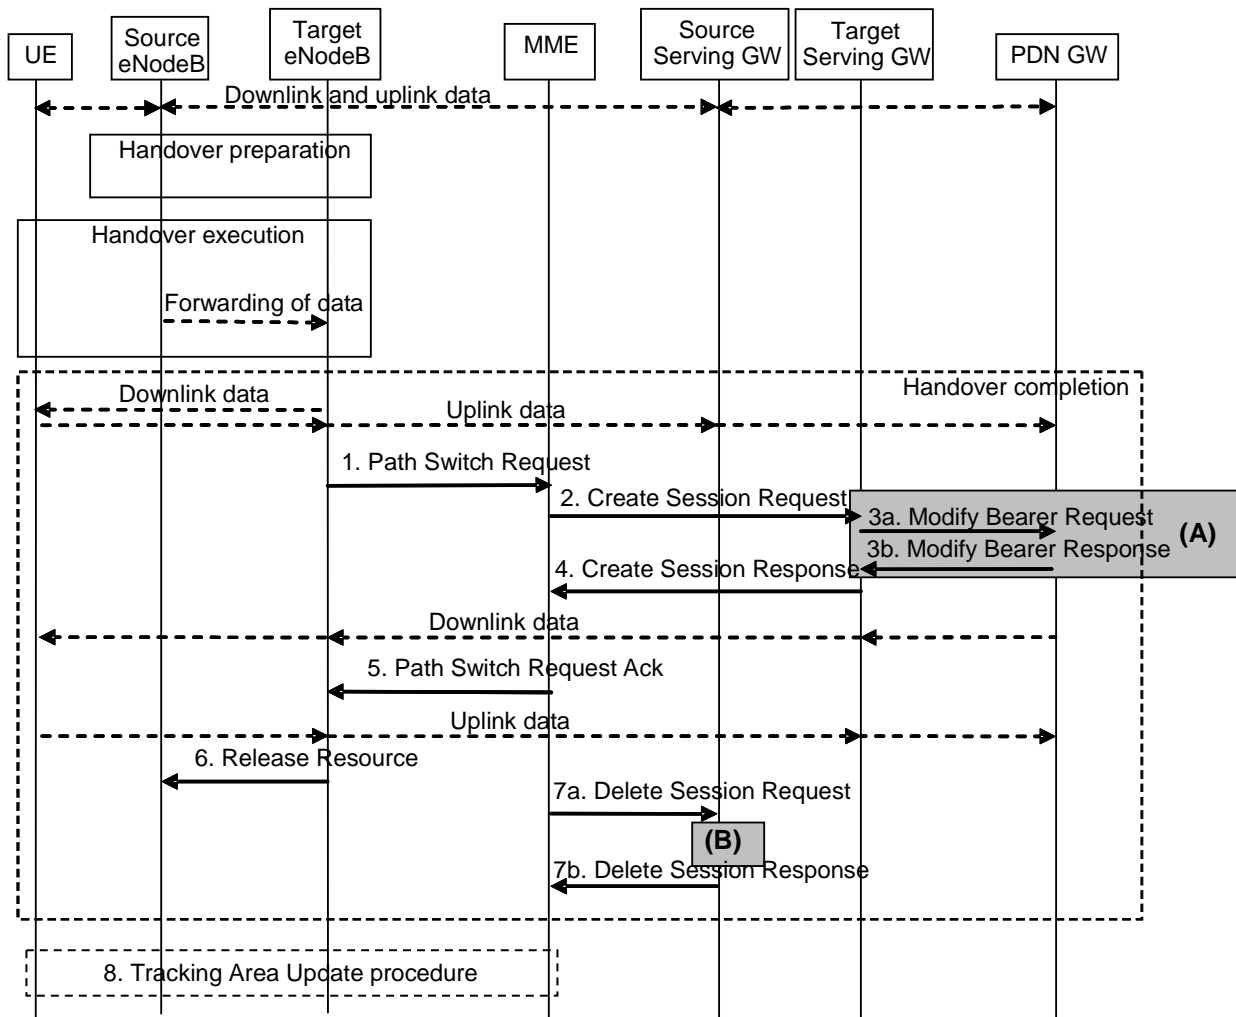 UE
Source
eNodeB
Target
eNodeB
MME
Source
Serving GW
Target
Serving GW
PDN GW
Downlink and uplink data
Handover preparation
Handover execution
Forwarding of data
Handover completion
Downlink data
Uplink data
1. Path Switch Request
2. Create Session Request
3a. Modify Bearer Request
(A)
3b. Modify Bearer Response
4. Create Session Response
Downlink data
5. Path Switch Request Ack
Uplink data
6. Release Resource
7a. Delete Session Request
(B)
7b. Delete Session Response
8. Tracking Area Update procedure